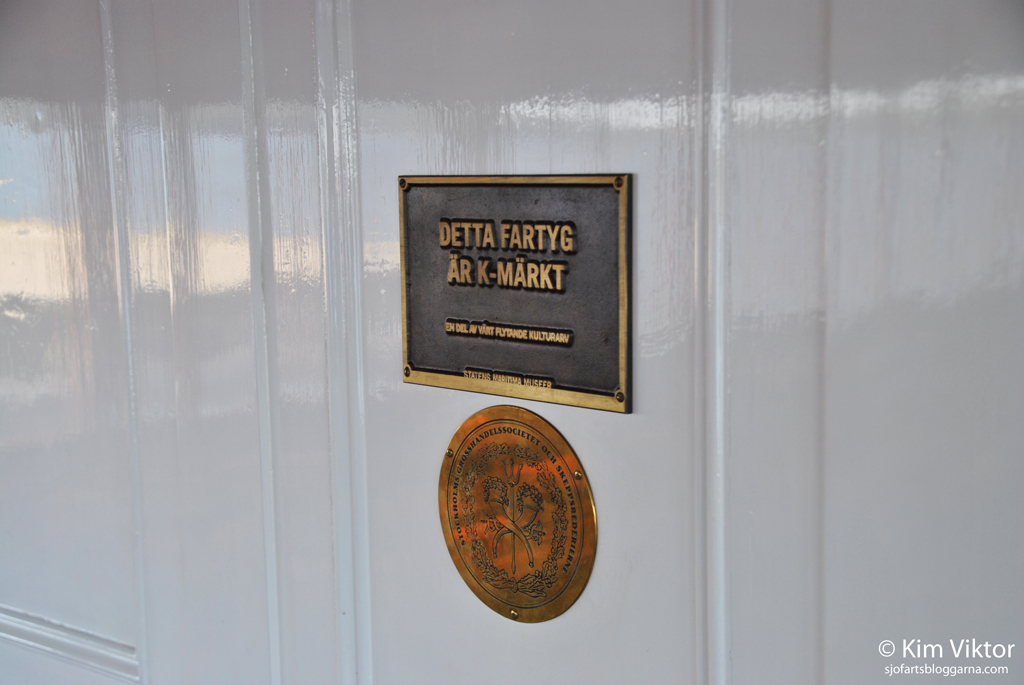 DETTA FARTYG
ÄR K-MÄRKT
EN DEL AV VÅRT FLYTANDE KULTURARV
STATENS MARITIMA MUSEER
STOCKHOLMS GROSSHANDELSSOCIETET OCH SKEPPSREDERIERNE
© Kim Viktor
sjofartsbloggarna.com